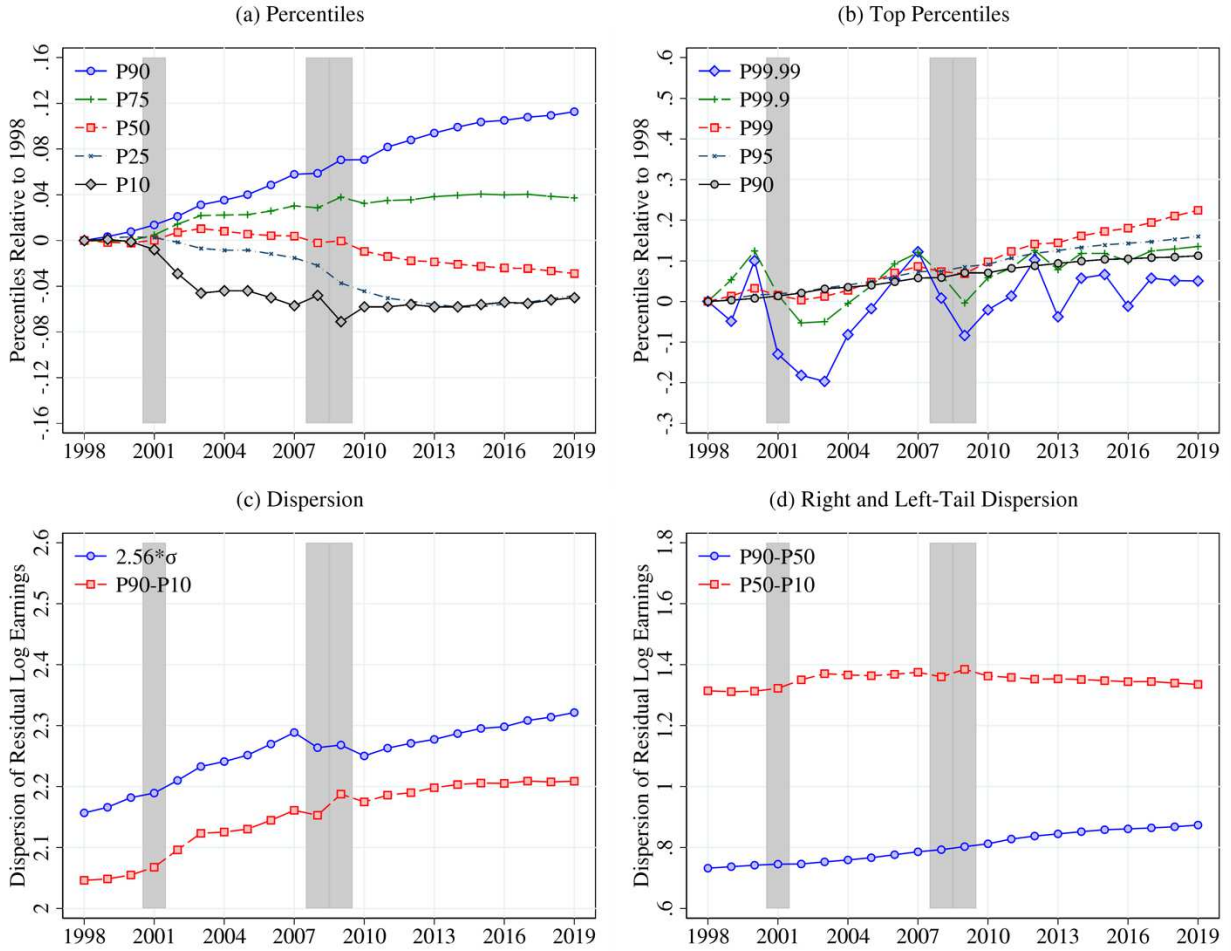 (a) Percentiles
Percentiles Relative to 1998
.16
.12
.08
.04
0
-.04
-.08
-.12
-.16
P90
P75
P50
P25
P10
1998 2001 2004 2007 2010 2013 2016 2019
(b) Top Percentiles
Percentiles Relative to 1998
.6
.5
.4
.3
.2
.1
0
-.1
-.2
-.3
P99.99
P99.9
P99
P95
P90
1998 2001 2004 2007 2010 2013 2016 2019
(c) Dispersion
Dispersion of Residual Log Earnings
2.6
2.5
2.4
2.3
2.2
2.1
2
2.56*σ
P90-P10
1998 2001 2004 2007 2010 2013 2016 2019
(d) Right and Left-Tail Dispersion
Dispersion of Residual Log Earnings
1.8
1.6
1.4
1.2
1
.8
.6
P90-P50
P50-P10
1998 2001 2004 2007 2010 2013 2016 2019